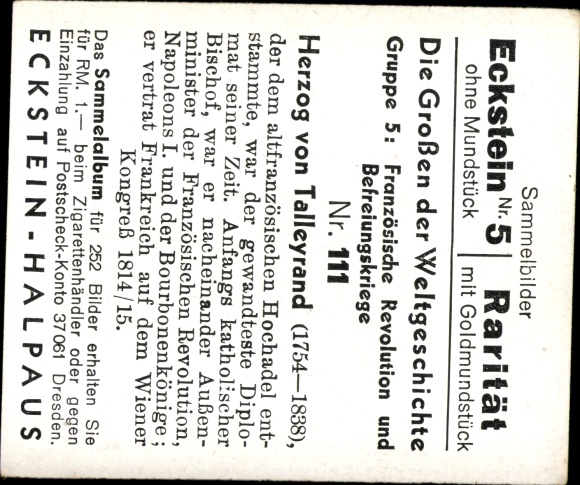 Sammelbilder
Eckstein Nr. 5 Rarität
ohne Mundstück mit Goldmundstück
Die Großen der Weltgeschichte
Gruppe 5: Französische Revolution und
Befreiungskriege
Nr. 111
Herzog von Talleyrand (1754—1838),
der dem altfranzösischen Hochadel ent-
stammte, war der gewandteste Diplo-
mat seiner Zeit. Anfangs katholischer
Bischof, war er nacheinander Außen-
minister der Französischen Revolution,
Napoleons I. und der Bourbonenkönige;
er vertrat Frankreich auf dem Wiener
Kongreß 1814/15.
Das Sammelalbum für 252 Bilder erhalten Sie
für RM. 1.— beim Zigarettenhändler oder gegen
Einzahlung auf Postscheck-Konto 37061 Dresden.
ECKSTEIN-HALPAUS